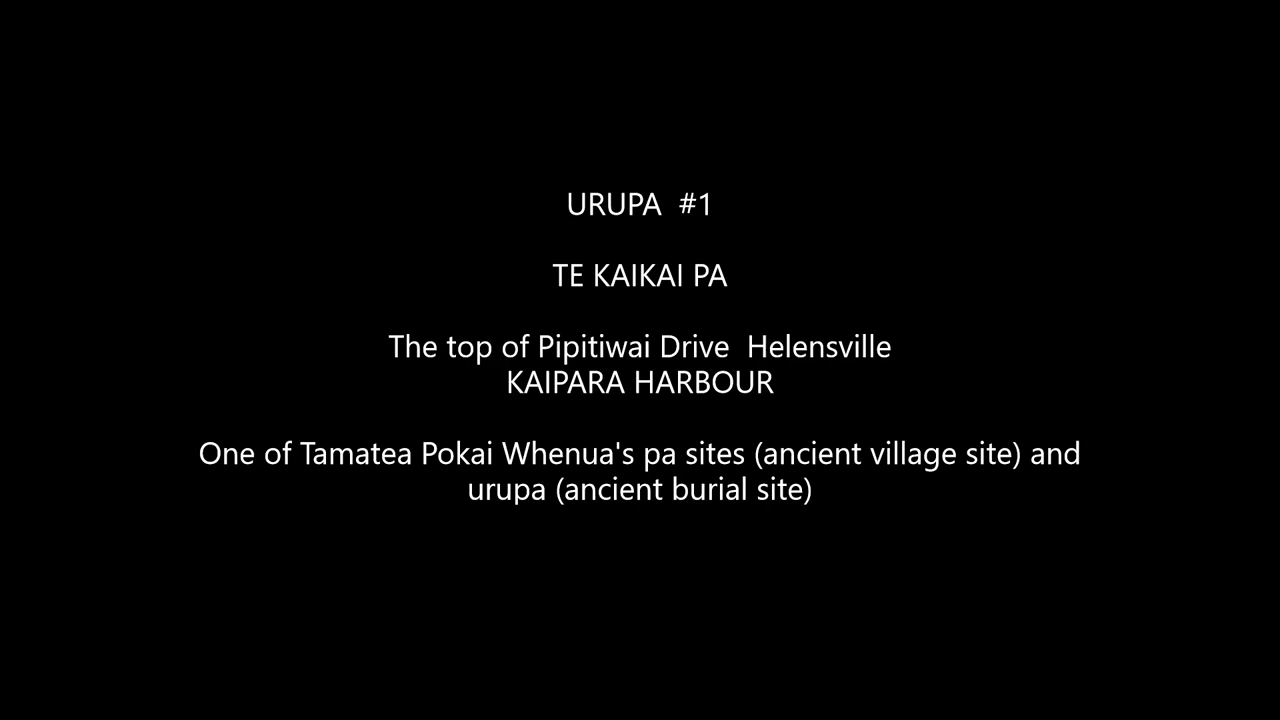 URUPA  #1
TE KAIKAI PA
The top of Pipitiwai Drive  Helensville
KAIPARA HARBOUR
One of Tamatea Pokai Whenua's pa sites (ancient village site) and
urupa (ancient burial site)